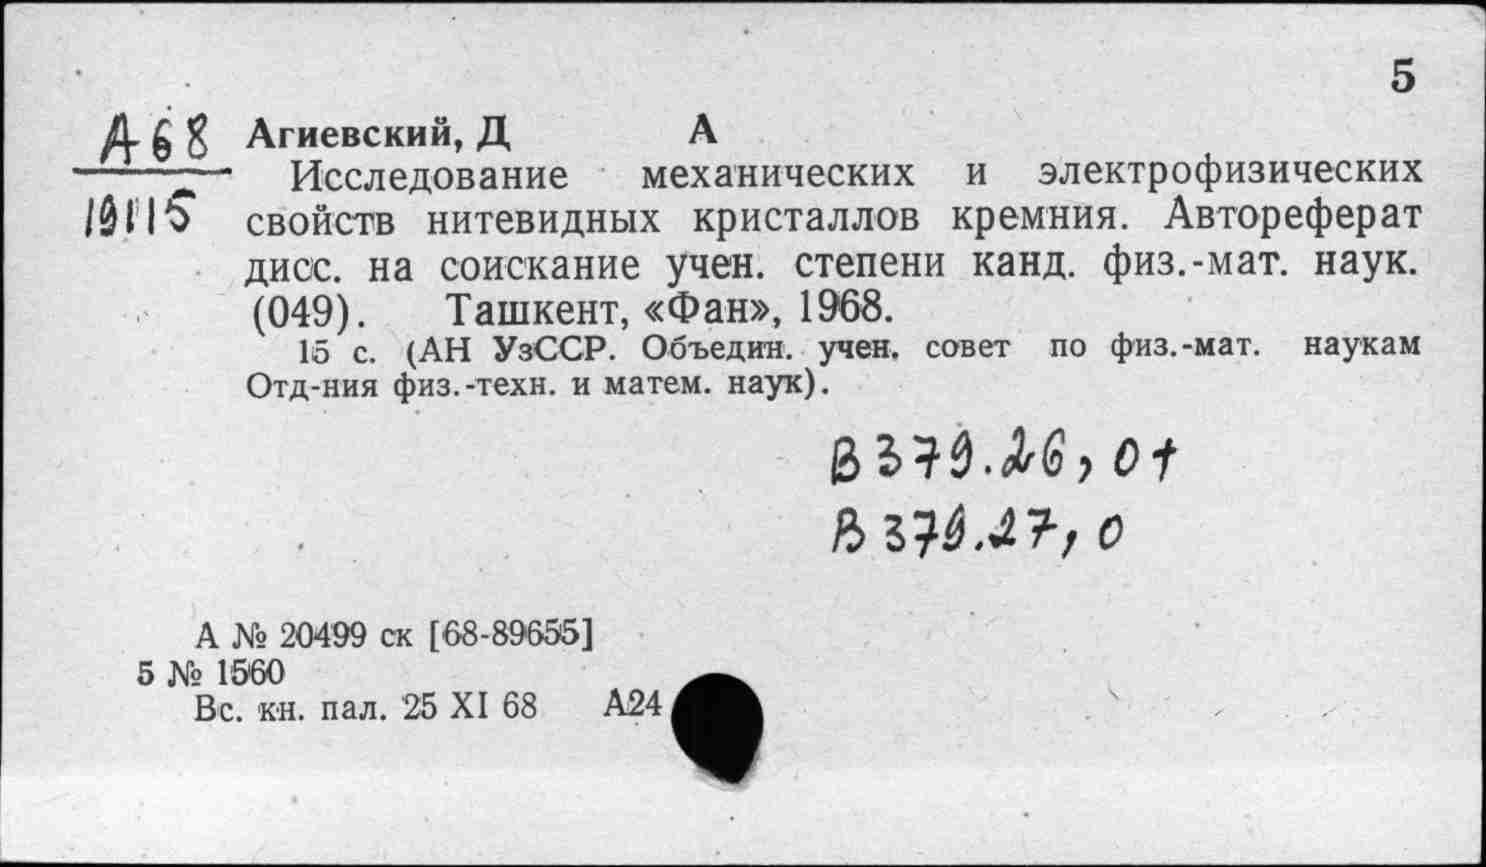 5
А68 Агиевский, Д А
Исследование механических и электрофизических
19115 свойств нитевидных кристаллов кремния. Автореферат
дисс. на соискание учен. степени канд. физ.-мат. наук.
(049). Ташкент, «Фан», 1968.
15 с. (АН УзССР. Объедин. учен. совет по физ.-мат. наукам
Отд-ния физ.-техн. и матем. наук).
В379.26,0+
В379.27,0
А № 20499 ск [68-89655]
5 № 1560
Вс. кн. пал. 25 XI 68 А24